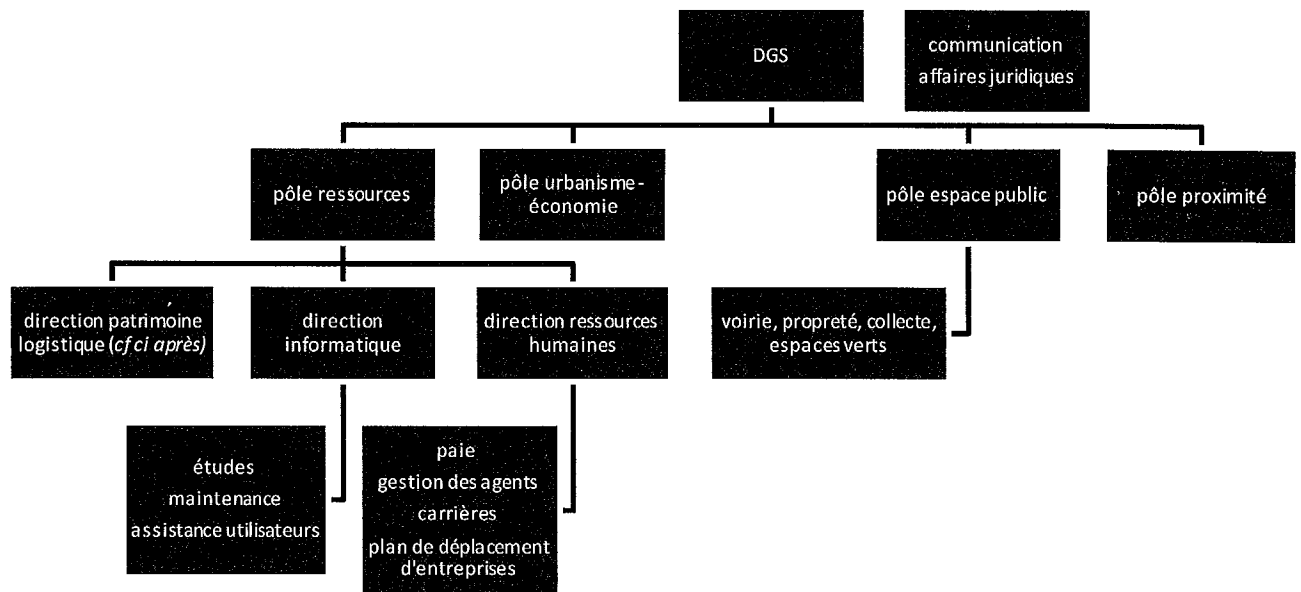 DGS
communication
affaires juridiques
pôle ressources
pôle urbanisme-
économie
pôle espace public
pôle proximité
direction patrimoine
logistique (cf ci après)
direction
informatique
direction ressources
humaines
voirie, propreté, collecte,
espaces verts
études
maintenance
assistance utilisateurs
paie
gestion des agents
carrières
plan de déplacement
d'entreprises